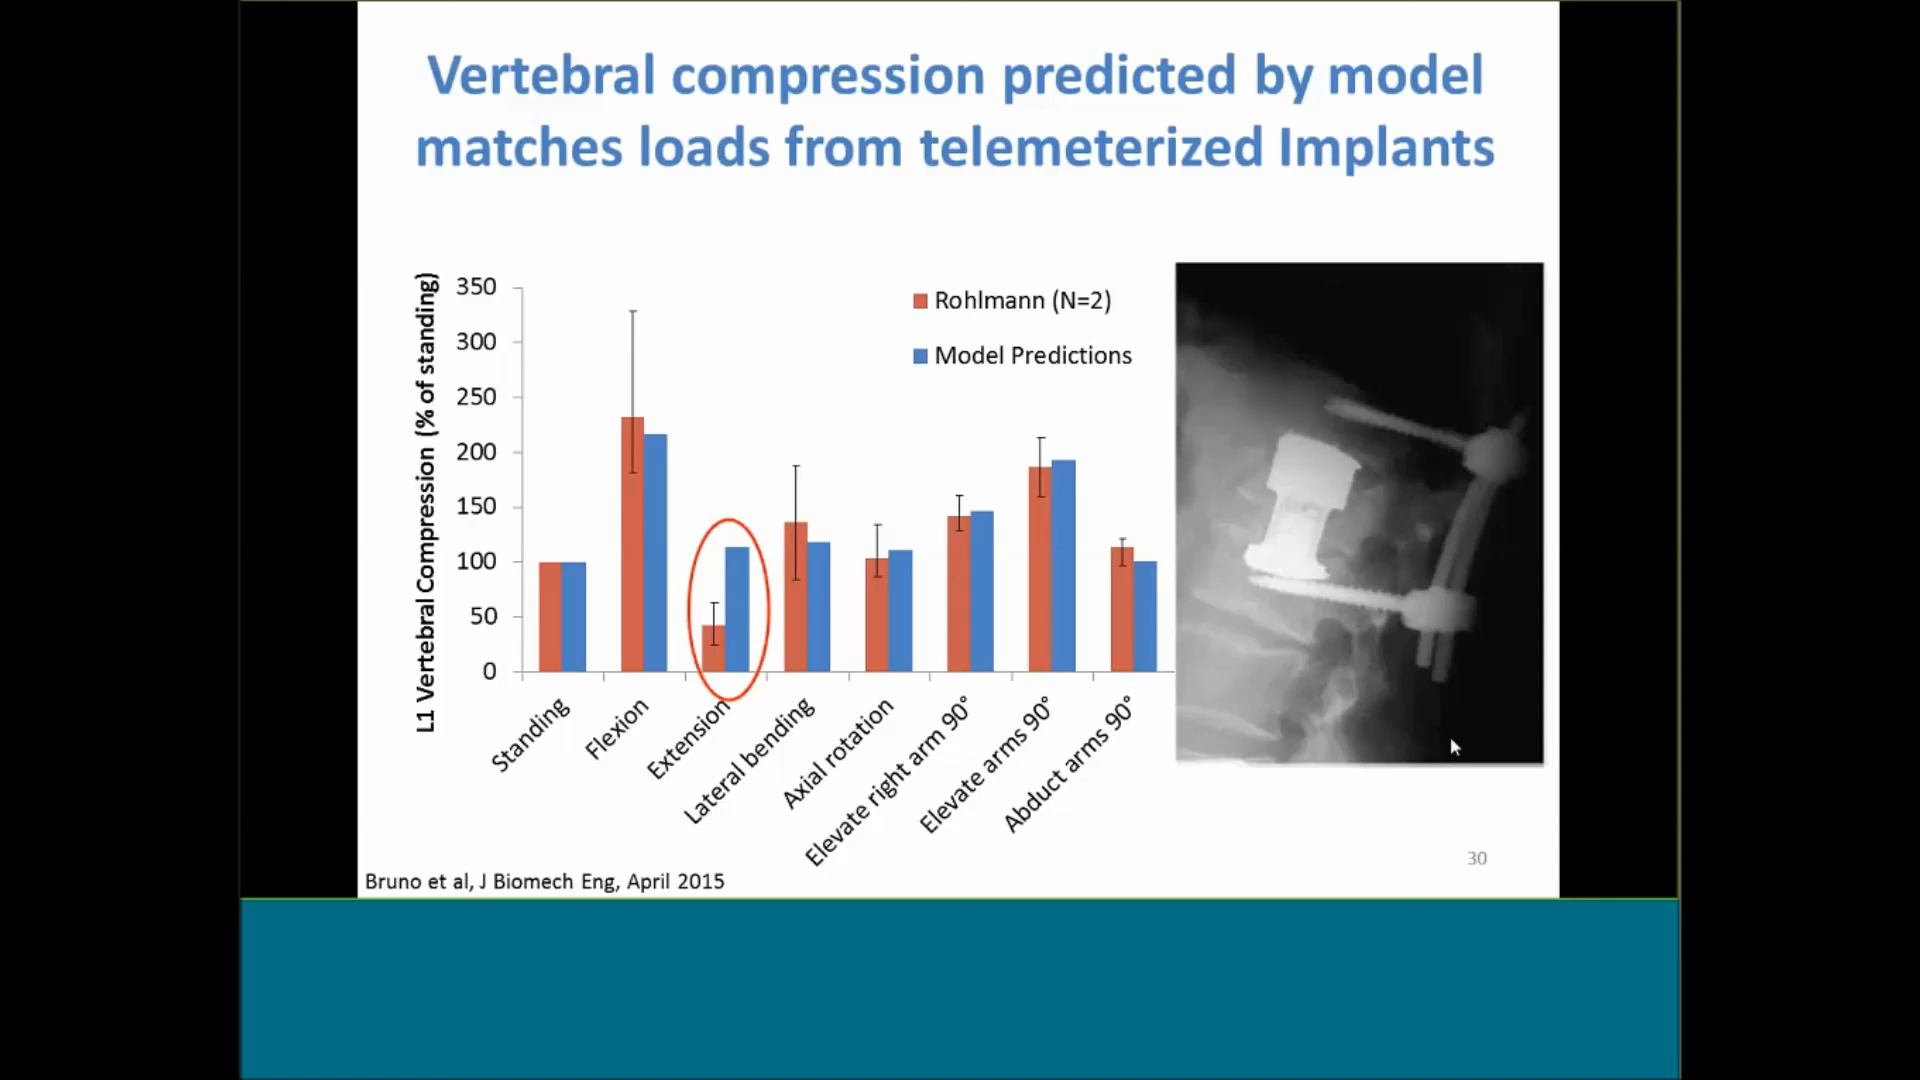 Vertebral compression predicted by model
matches loads from telemeterized Implants
L1 Vertebral Compression (% of standing)
350
300
250
200
150
100
50
0
Rohlmann (N=2)
Model Predictions
Standing
Flexion
Extension
Lateral bending
Axial rotation
Elevate right arm 90°
Elevate arms 90°
Abduct arms 90°
30
Bruno et al, J Biomech Eng, April 2015